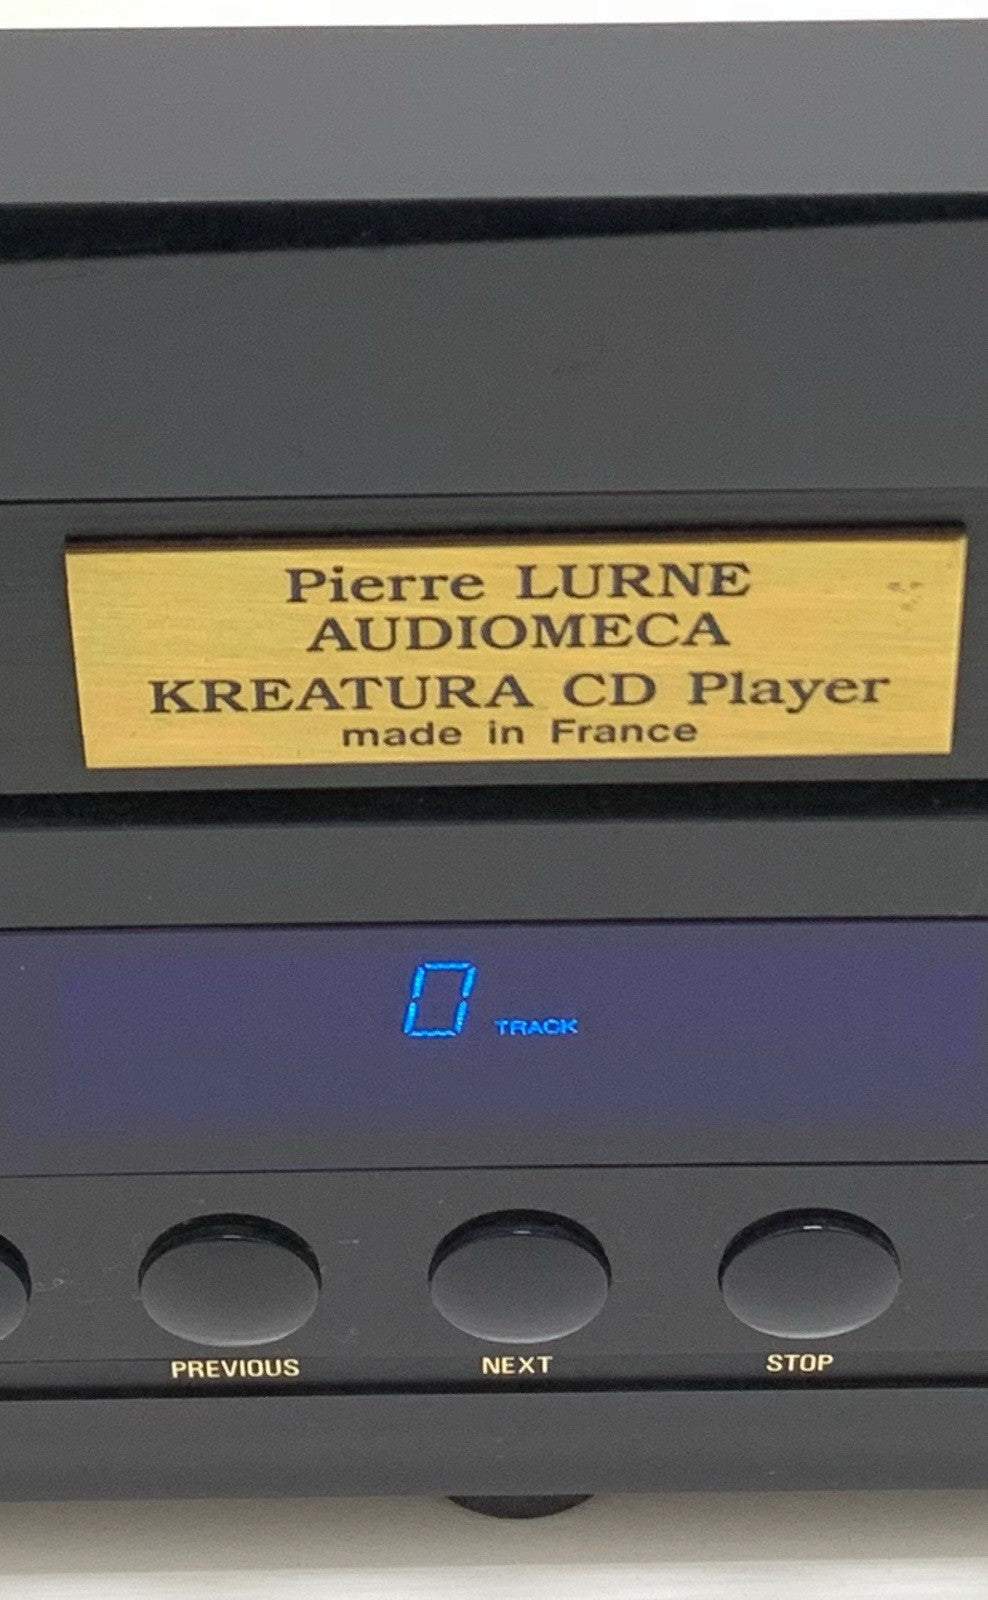 Pierre LURNE
AUDIOMECA
KREATURA CD Player
made in France
0 TRACK
PREVIOUS NEXT STOP